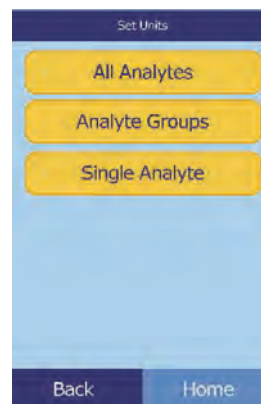 Set Units
All Analytes
Analyte Groups
Single Analyte
Back Home